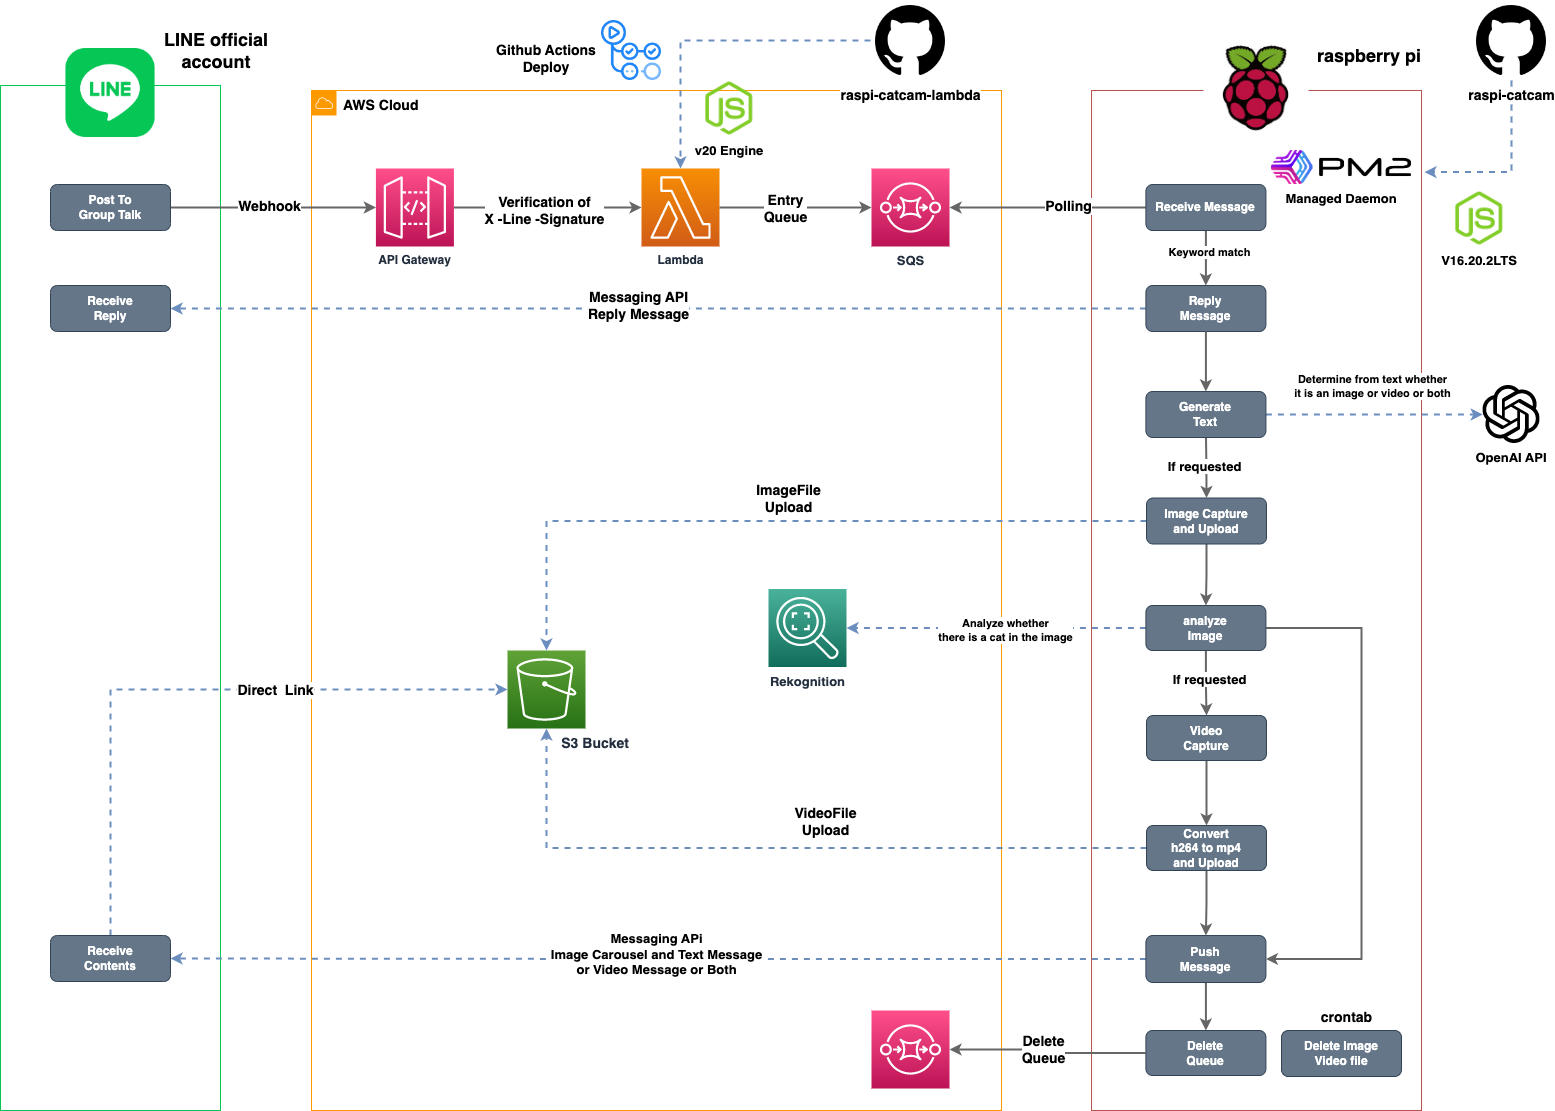 LINE official
account
LINE
Github Actions
Deploy
raspi-catcam-lambda
raspberry pi
raspi-catcam
AWS Cloud
JS
v20 Engine
PM2
Managed Daemon
JS
V16.20.2LTS
Post To
Group Talk
Webhook
</>
API Gateway
Verification of
X -Line -Signature
Lambda
Entry
Queue
SQS
Polling
Receive Message
Keyword match
Receive
Reply
Messaging API
Reply Message
Reply
Message
Determine from text whether
it is an image or video or both
Generate
Text
OpenAI API
If requested
ImageFile
Upload
Image Capture
and Upload
Analyze whether
there is a cat in the image
analyze
Image
Rekognition
If requested
Direct Link
S3 Bucket
Video
Capture
VideoFile
Upload
Convert
h264 to mp4
and Upload
Receive
Contents
Messaging APi
Image Carousel and Text Message
or Video Message or Both
Push
Message
crontab
Delete
Queue
Delete
Queue
Delete Image
Video file